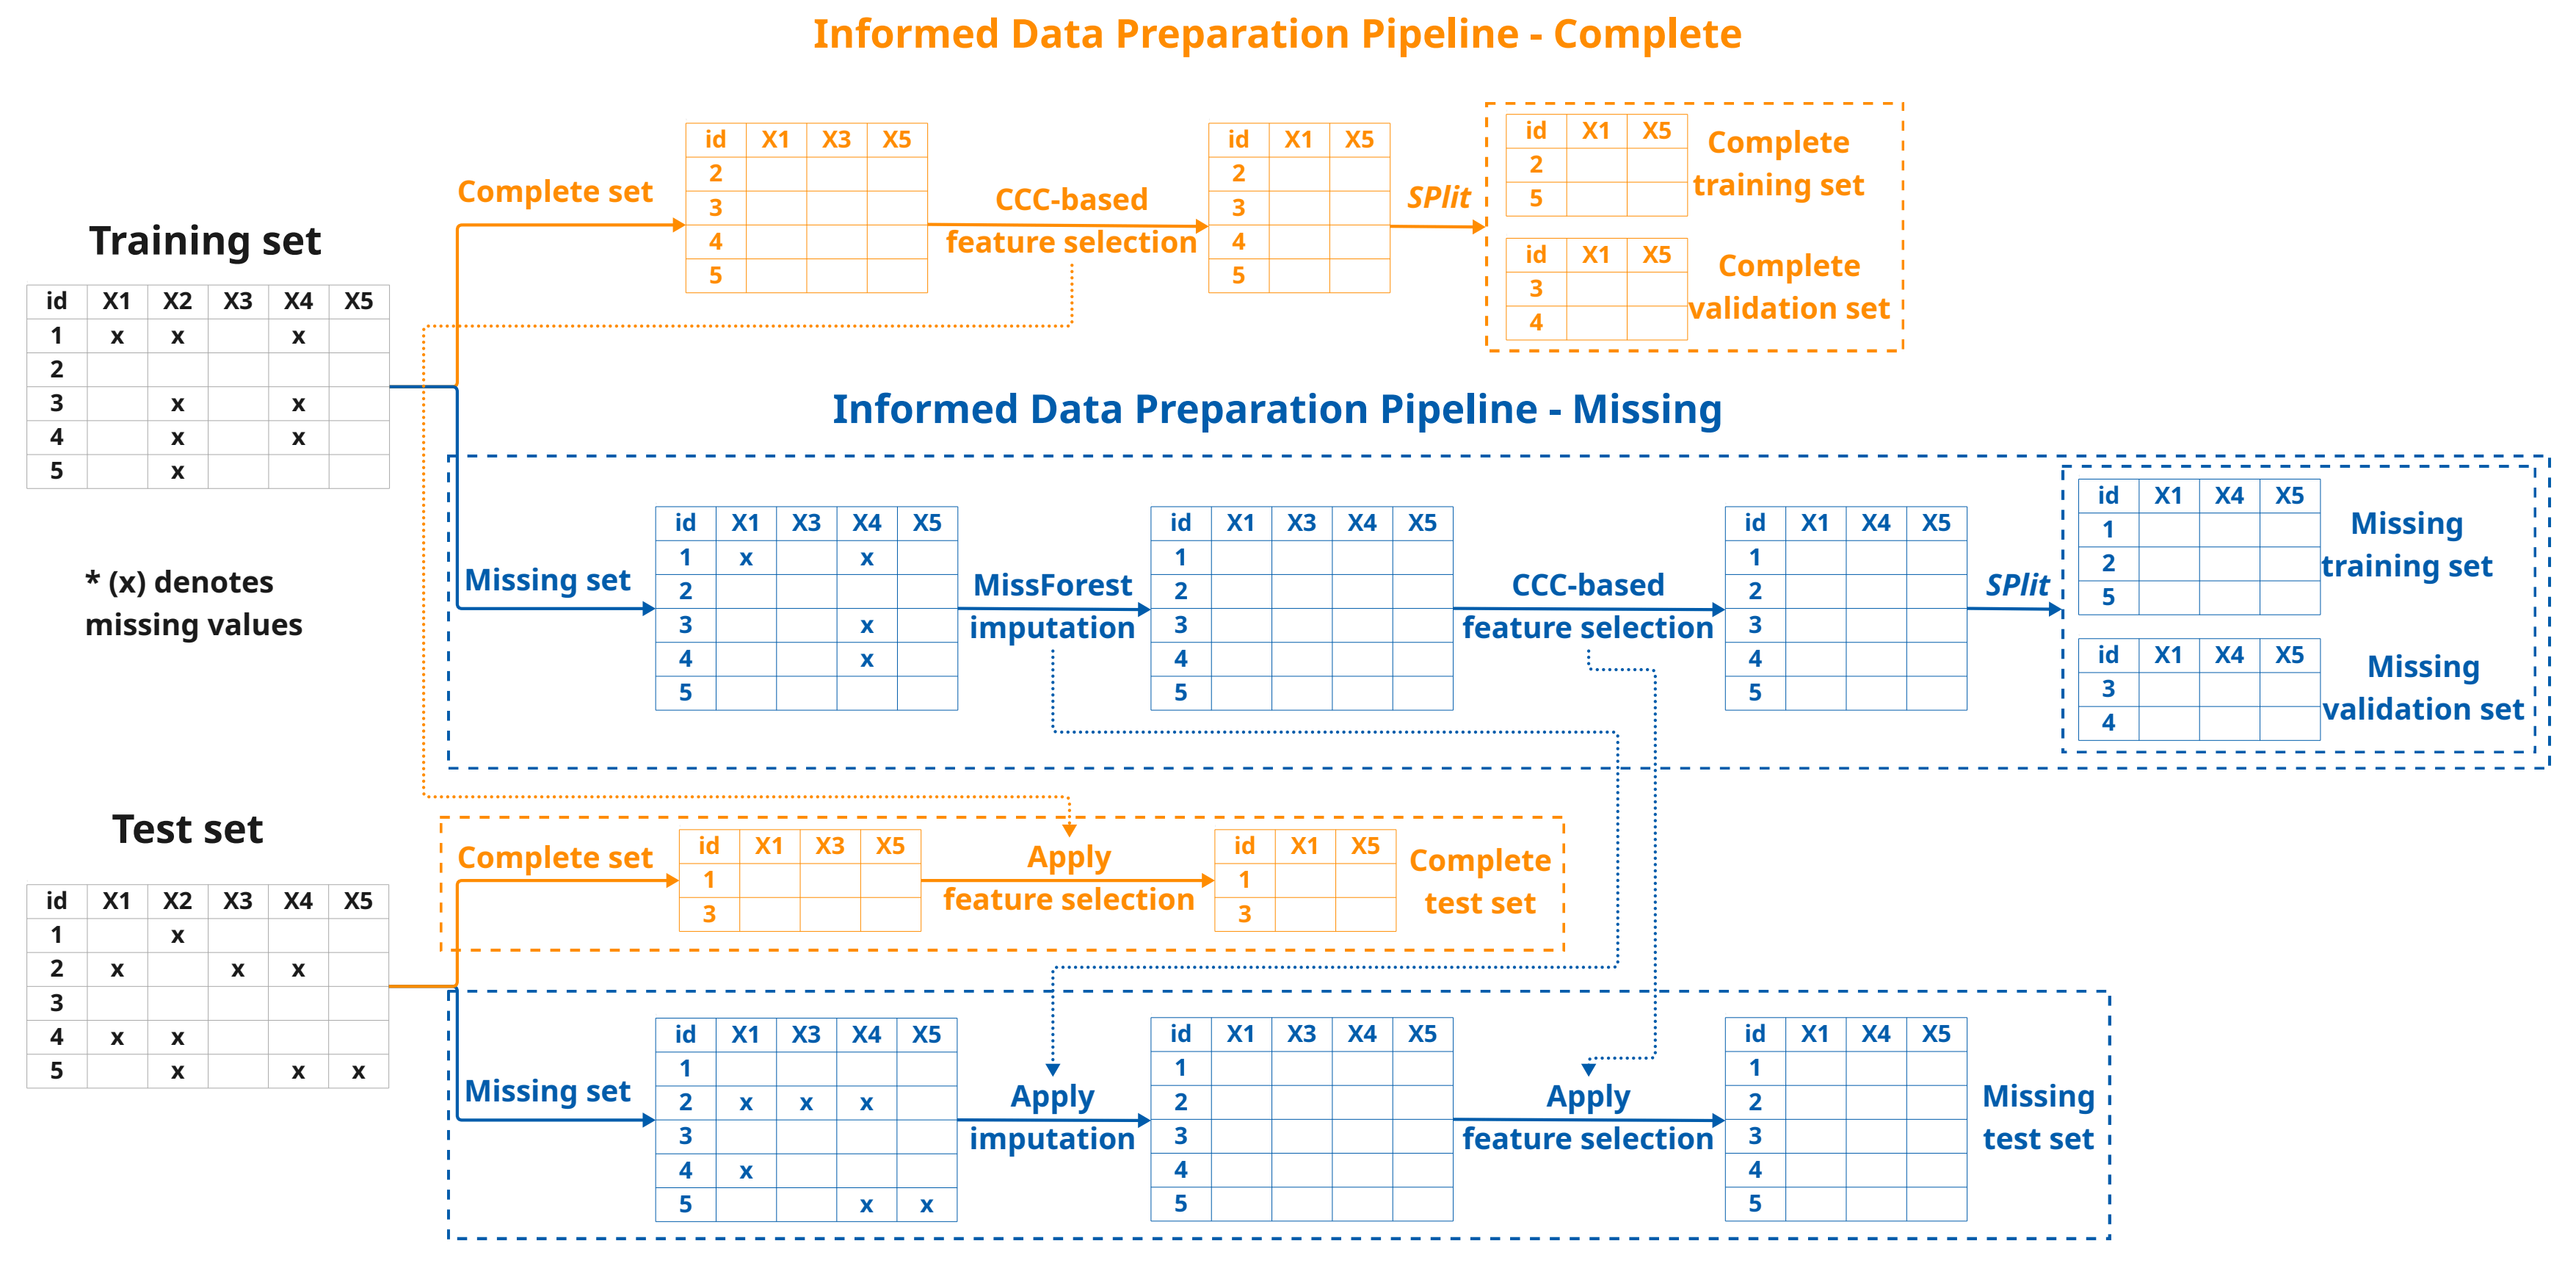 Informed Data Preparation Pipeline - Complete
Training set
id X1 X2 X3 X4 X5
1 x x x
2
3 x x
4 x x
5 x
* (x) denotes
missing values
Complete set
id X1 X3 X5
2
3
4
5
CCC-based
feature selection
id X1 X5
2
3
4
5
SPlit
id X1 X5
2
5
Complete
training set
id X1 X5
3
4
Complete
validation set
Informed Data Preparation Pipeline - Missing
Missing set
id X1 X3 X4 X5
1 x x
2
3 x
4 x
5
MissForest
imputation
id X1 X3 X4 X5
1
2
3
4
5
CCC-based
feature selection
id X1 X4 X5
1
2
3
4
5
SPlit
id X1 X4 X5
1
2
5
Missing
training set
id X1 X4 X5
3
4
Missing
validation set
Test set
id X1 X2 X3 X4 X5
1 x
2 x x x
3
4 x x
5 x x x
Complete set
id X1 X3 X5
1
3
Apply
feature selection
id X1 X5
1
3
Complete
test set
Missing set
id X1 X3 X4 X5
1
2 x x x
3
4 x
5 x x
Apply
imputation
id X1 X3 X4 X5
1
2
3
4
5
Apply
feature selection
id X1 X4 X5
1
2
3
4
5
Missing
test set